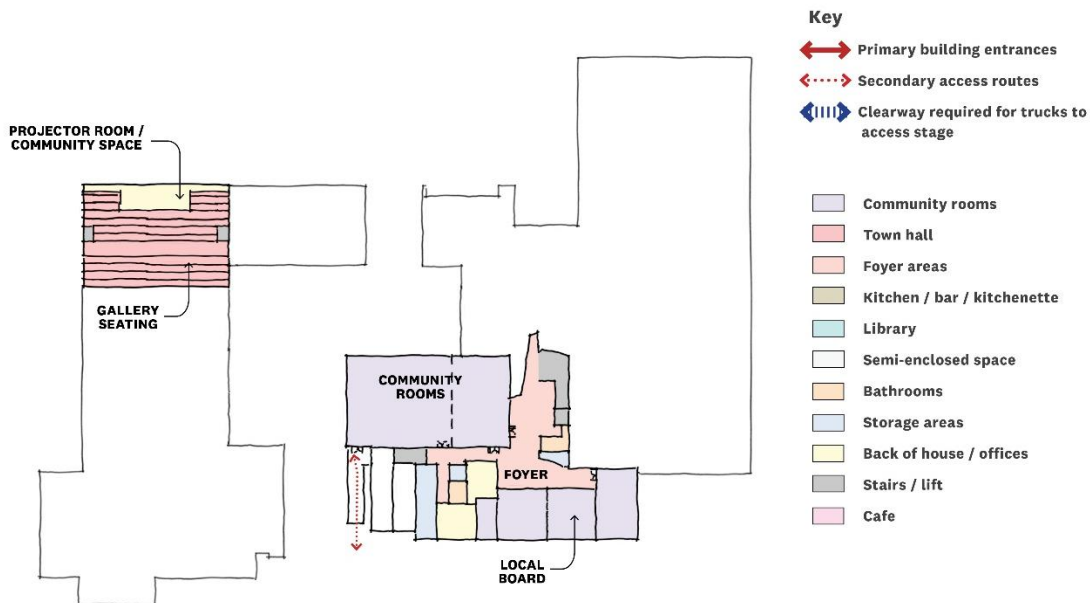 Key
Primary building entrances
Secondary access routes
Clearway required for trucks to
access stage
PROJECTOR ROOM /
COMMUNITY SPACE
GALLERY
SEATING
COMMUNITY
ROOMS
FOYER
LOCAL
BOARD
Community rooms
Town hall
Foyer areas
Kitchen / bar / kitchenette
Library
Semi-enclosed space
Bathrooms
Storage areas
Back of house / offices
Stairs / lift
Cafe